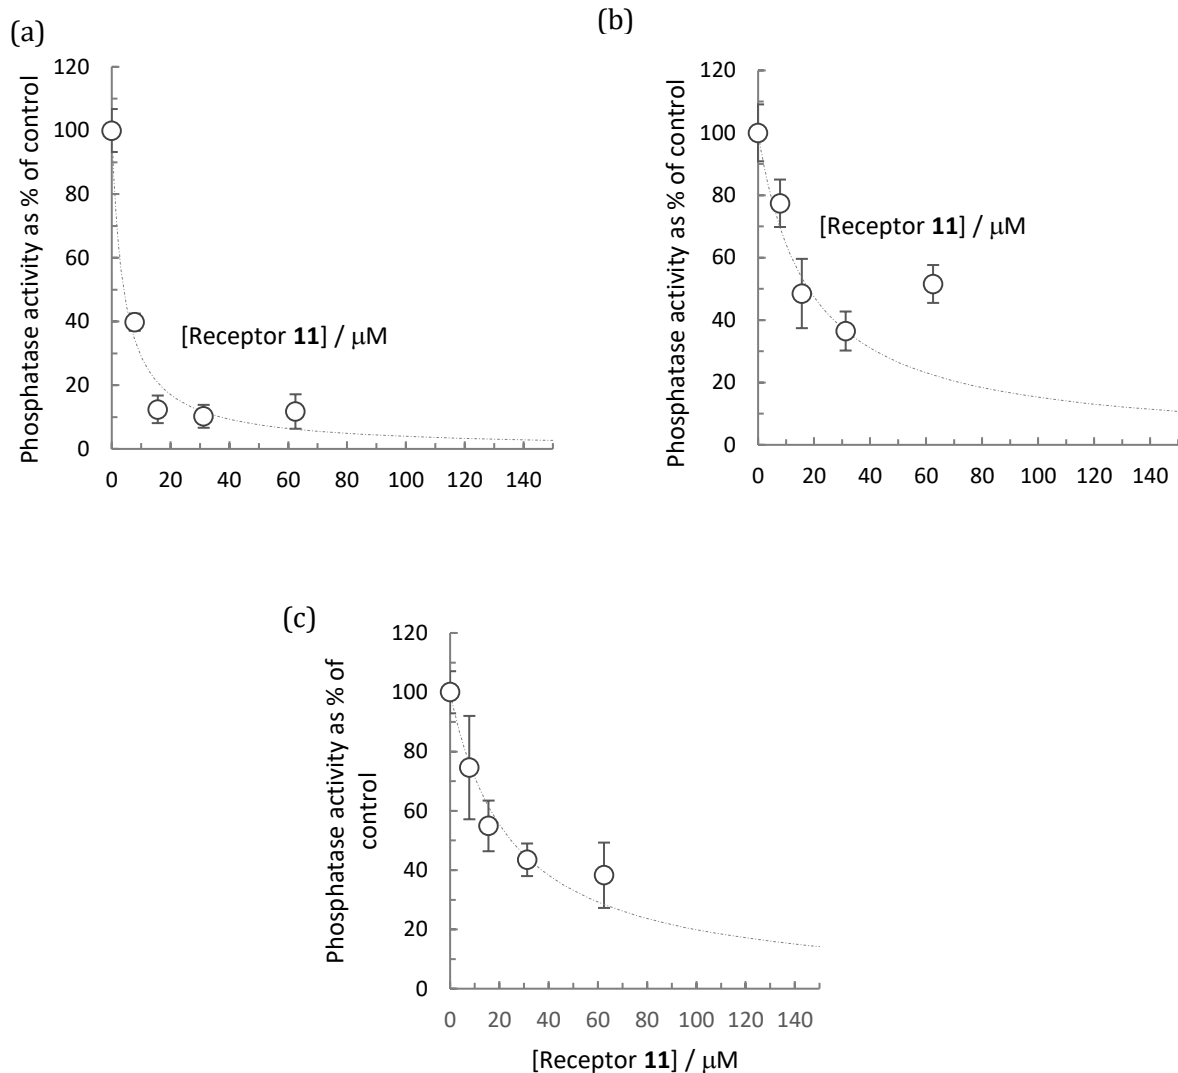 (a)
Phosphatase activity as % of control
120
100
80
60
40
20
0
[Receptor 11] / μM
0 20 40 60 80 100 120 140
(b)
Phosphatase activity as % of control
120
100
80
60
40
20
0
[Receptor 11] / μM
0 20 40 60 80 100 120 140
(c)
Phosphatase activity as % of
control
120
100
80
60
40
20
0
0 20 40 60 80 100 120 140
[Receptor 11] / μM